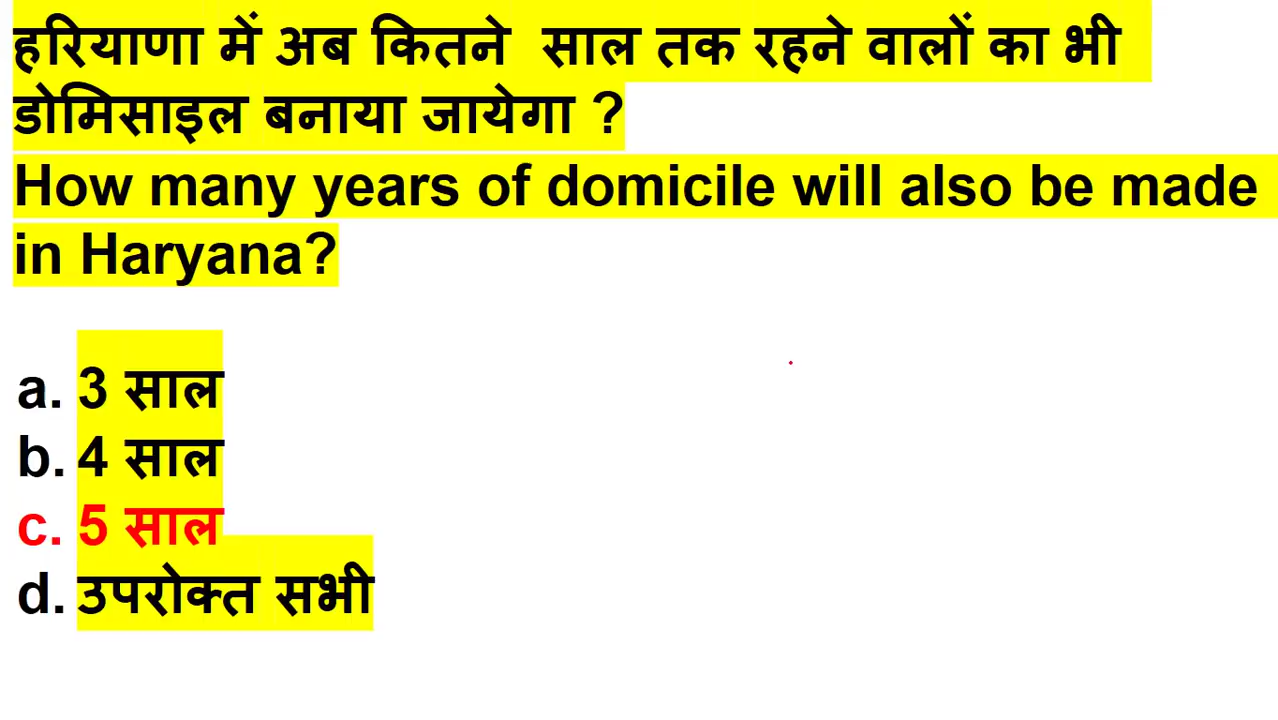 हरियाणा में अब कितने साल तक रहने वालों का भी
डोमिसाइल बनाया जायेगा ?
How many years of domicile will also be made
in Haryana?
a. 3 साल
b. 4 साल
c. 5 साल
d. उपरोक्त सभी